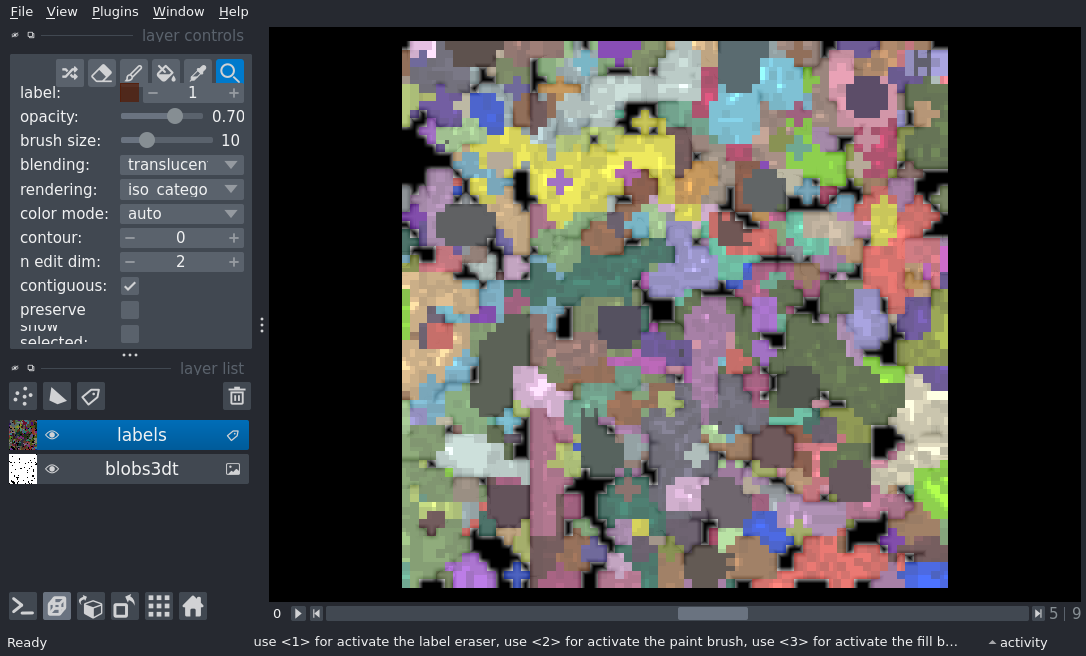 File View Plugins Window Help
layer controls
label: − 1 +
opacity: 0.70
brush size: 10
blending: translucen
rendering: iso catego
color mode: auto
contour: − 0 +
n edit dim: − 2 +
contiguous:
preserve
show
selected:
layer list
labels
blobs3dt
0 5 | 9
Ready use <1> for activate the label eraser, use <2> for activate the paint brush, use <3> for activate the fill b... activity